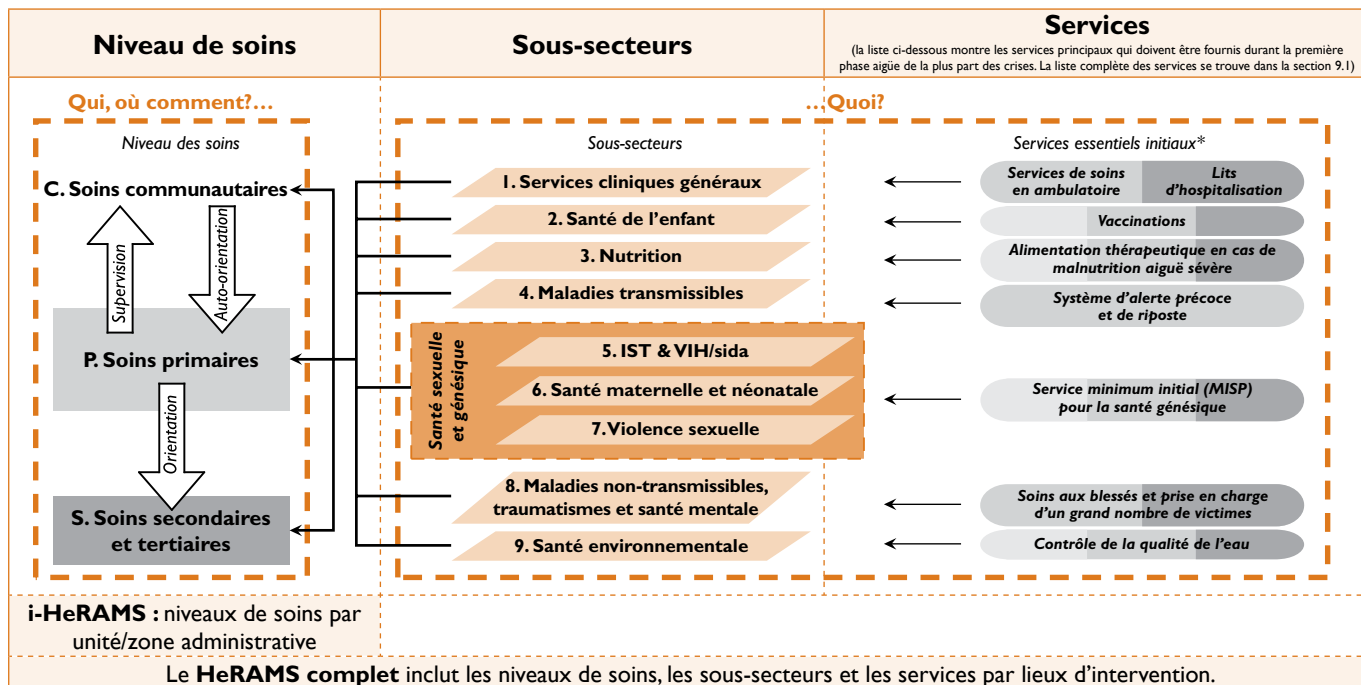 Niveau de soins
Sous-secteurs
Services
(la liste ci-dessous montre les services principaux qui doivent être fournis durant la première
phase aigüe de la plus part des crises. La liste complète des services se trouve dans la section 9.1)
Qui, où comment?…
…Quoi?
Niveau des soins
C. Soins communautaires
Supervision
Auto-orientation
P. Soins primaires
Orientation
S. Soins secondaires
et tertiaires
Sous-secteurs
1. Services cliniques généraux
2. Santé de l’enfant
3. Nutrition
4. Maladies transmissibles
Santé sexuelle
et génésique
5. IST & VIH/sida
6. Santé maternelle et néonatale
7. Violence sexuelle
8. Maladies non-transmissibles,
traumatismes et santé mentale
9. Santé environnementale
Services essentiels initiaux*
Services de soins
en ambulatoire
Lits
d’hospitalisation
Vaccinations
Alimentation thérapeutique en cas de
malnutrition aiguë sévère
Système d’alerte précoce
et de riposte
Service minimum initial (MISP)
pour la santé génésique
Soins aux blessés et prise en charge
d’un grand nombre de victimes
Contrôle de la qualité de l’eau
i-HeRAMS : niveaux de soins par
unité/zone administrative
Le HeRAMS complet inclut les niveaux de soins, les sous-secteurs et les services par lieux d’intervention.